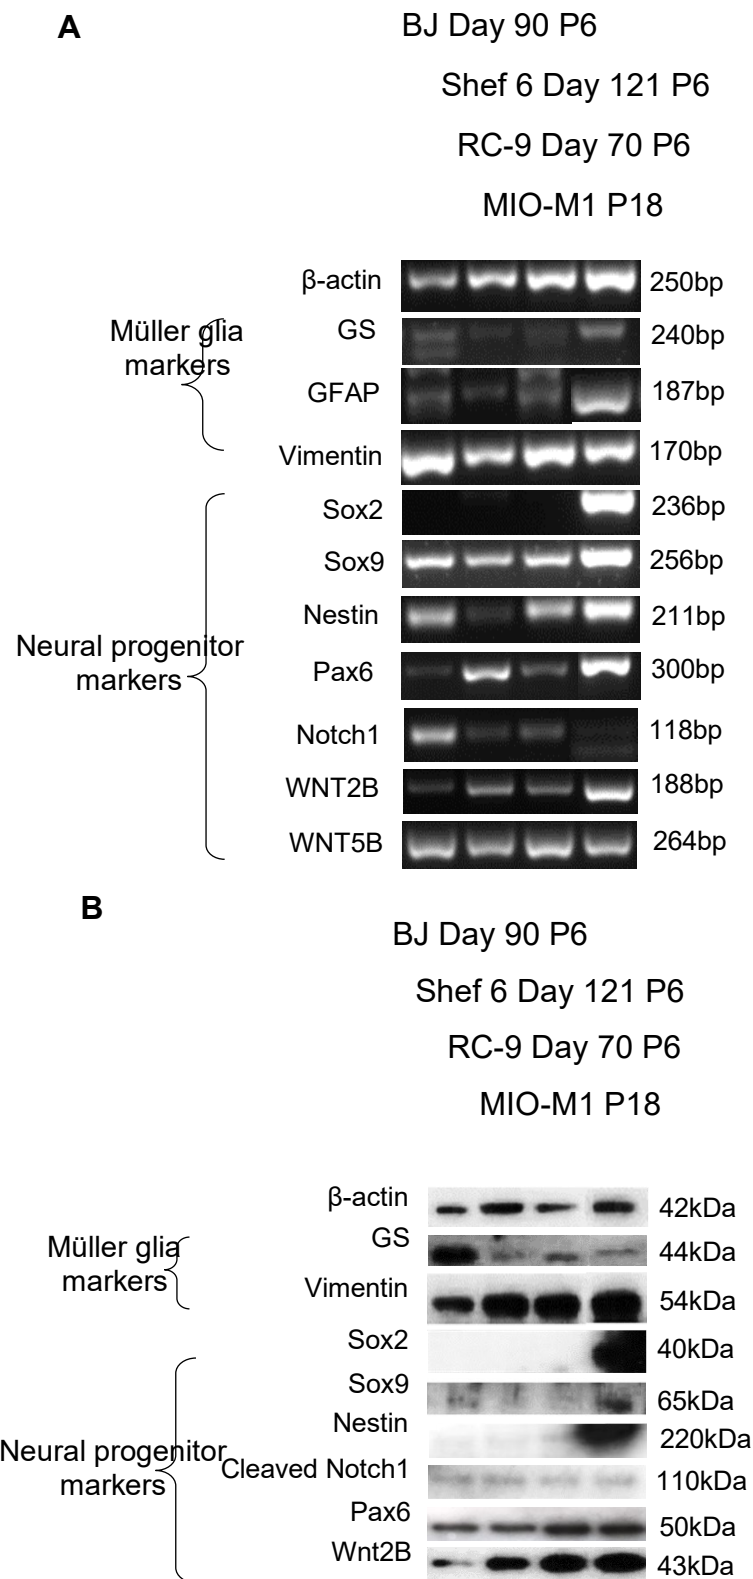 A
BJ Day 90 P6
Shef 6 Day 121 P6
RC-9 Day 70 P6
MIO-M1 P18
β-actin 250bp
Müller glia
markers
GS 240bp
GFAP 187bp
Vimentin 170bp
Sox2 236bp
Sox9 256bp
Nestin 211bp
Neural progenitor
markers
Pax6 300bp
Notch1 118bp
WNT2B 188bp
WNT5B 264bp
B
BJ Day 90 P6
Shef 6 Day 121 P6
RC-9 Day 70 P6
MIO-M1 P18
β-actin 42kDa
Müller glia
markers
GS 44kDa
Vimentin 54kDa
Sox2 40kDa
Sox9 65kDa
Nestin 220kDa
Neural progenitor
markers
Cleaved Notch1 110kDa
Pax6 50kDa
Wnt2B 43kDa